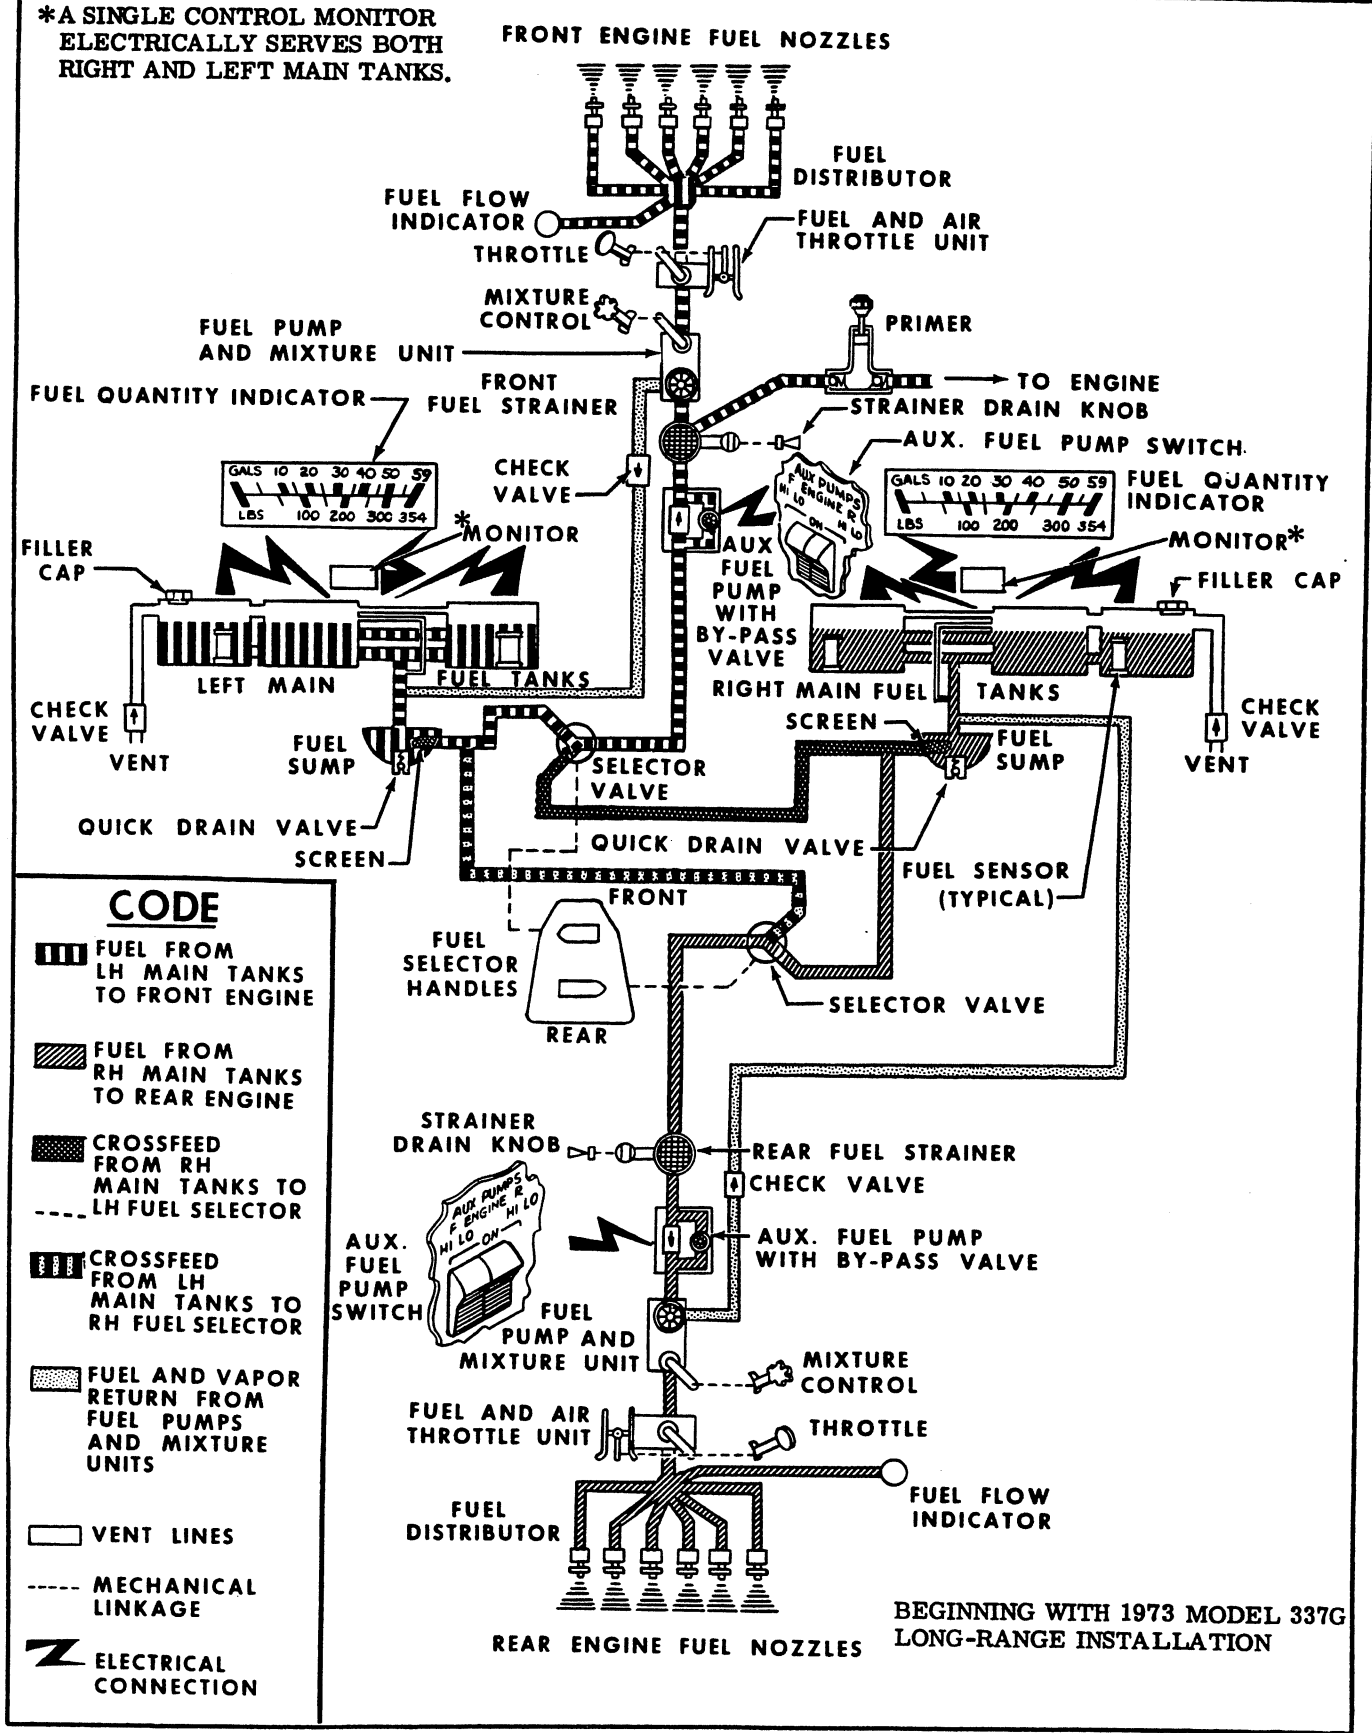 *A SINGLE CONTROL MONITOR
ELECTRICALLY SERVES BOTH
RIGHT AND LEFT MAIN TANKS.
FRONT ENGINE FUEL NOZZLES
FUEL
DISTRIBUTOR
FUEL FLOW
INDICATOR
FUEL AND AIR
THROTTLE UNIT
THROTTLE
MIXTURE
CONTROL
PRIMER
FUEL PUMP
AND MIXTURE UNIT
TO ENGINE
FRONT
FUEL STRAINER
FUEL QUANTITY INDICATOR
STRAINER DRAIN KNOB
AUX. FUEL PUMP SWITCH
CHECK
VALVE
GALS 10 20 30 40 50 59
LBS 100 200 300 354
AUX PUMPS
F ENGINE R
HI LO HI LO
ON
GALS 10 20 30 40 50 59
LBS 100 200 300 354
FUEL QUANTITY
INDICATOR
*MONITOR
MONITOR*
FILLER
CAP
FILLER CAP
AUX
FUEL
PUMP
WITH
BY-PASS
VALVE
LEFT MAIN
FUEL TANKS
RIGHT MAIN FUEL TANKS
CHECK
VALVE
VENT
FUEL
SUMP
SELECTOR
VALVE
SCREEN
FUEL
SUMP
CHECK
VALVE
VENT
QUICK DRAIN VALVE
SCREEN
QUICK DRAIN VALVE
FUEL SENSOR
(TYPICAL)
FRONT
FUEL
SELECTOR
HANDLES
REAR
SELECTOR VALVE
STRAINER
DRAIN KNOB
REAR FUEL STRAINER
CHECK VALVE
AUX PUMPS
F ENGINE R
HI LO HI LO
ON
AUX.
FUEL
PUMP
SWITCH
AUX. FUEL PUMP
WITH BY-PASS VALVE
FUEL
PUMP AND
MIXTURE UNIT
MIXTURE
CONTROL
FUEL AND AIR
THROTTLE UNIT
THROTTLE
FUEL
DISTRIBUTOR
FUEL FLOW
INDICATOR
REAR ENGINE FUEL NOZZLES
BEGINNING WITH 1973 MODEL 337G
LONG-RANGE INSTALLATION
CODE
FUEL FROM
LH MAIN TANKS
TO FRONT ENGINE
FUEL FROM
RH MAIN TANKS
TO REAR ENGINE
CROSSFEED
FROM RH
MAIN TANKS TO
LH FUEL SELECTOR
CROSSFEED
FROM LH
MAIN TANKS TO
RH FUEL SELECTOR
FUEL AND VAPOR
RETURN FROM
FUEL PUMPS
AND MIXTURE
UNITS
VENT LINES
MECHANICAL
LINKAGE
ELECTRICAL
CONNECTION